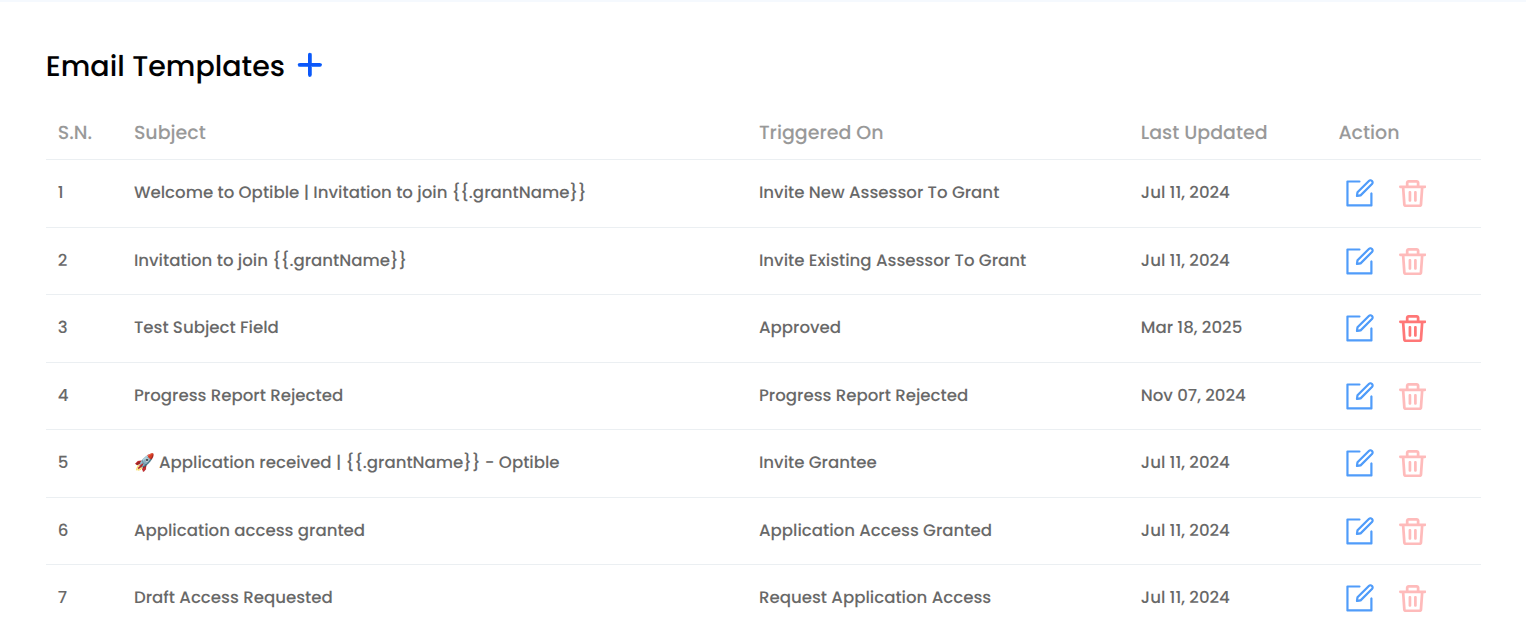 Email Templates
S.N. Subject Triggered On Last Updated Action
1 Welcome to Optible | Invitation to join {{.grantName}} Invite New Assessor To Grant Jul 11, 2024
2 Invitation to join {{.grantName}} Invite Existing Assessor To Grant Jul 11, 2024
3 Test Subject Field Approved Mar 18, 2025
4 Progress Report Rejected Progress Report Rejected Nov 07, 2024
5 🚀 Application received | {{.grantName}} - Optible Invite Grantee Jul 11, 2024
6 Application access granted Application Access Granted Jul 11, 2024
7 Draft Access Requested Request Application Access Jul 11, 2024